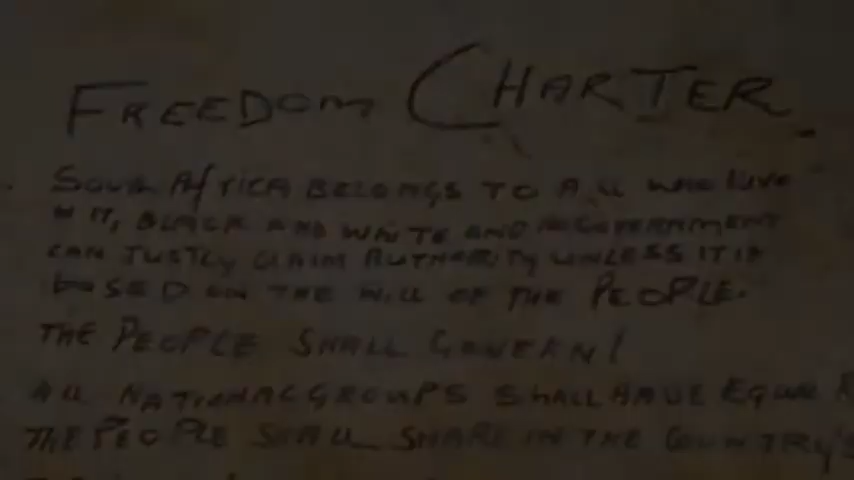 FREEDOM CHARTER
SOUTH AFRICA BELONGS TO ALL WHO LIVE
IN IT, BLACK AND WHITE AND NO GOVERNMENT
CAN JUSTLY CLAIM AUTHORITY UNLESS IT IS
BASED ON THE WILL OF THE PEOPLE.
THE PEOPLE SHALL GOVERN!
ALL NATIONAL GROUPS SHALL HAVE EQUAL
THE PEOPLE SHALL SHARE IN THE COUNTRY'S